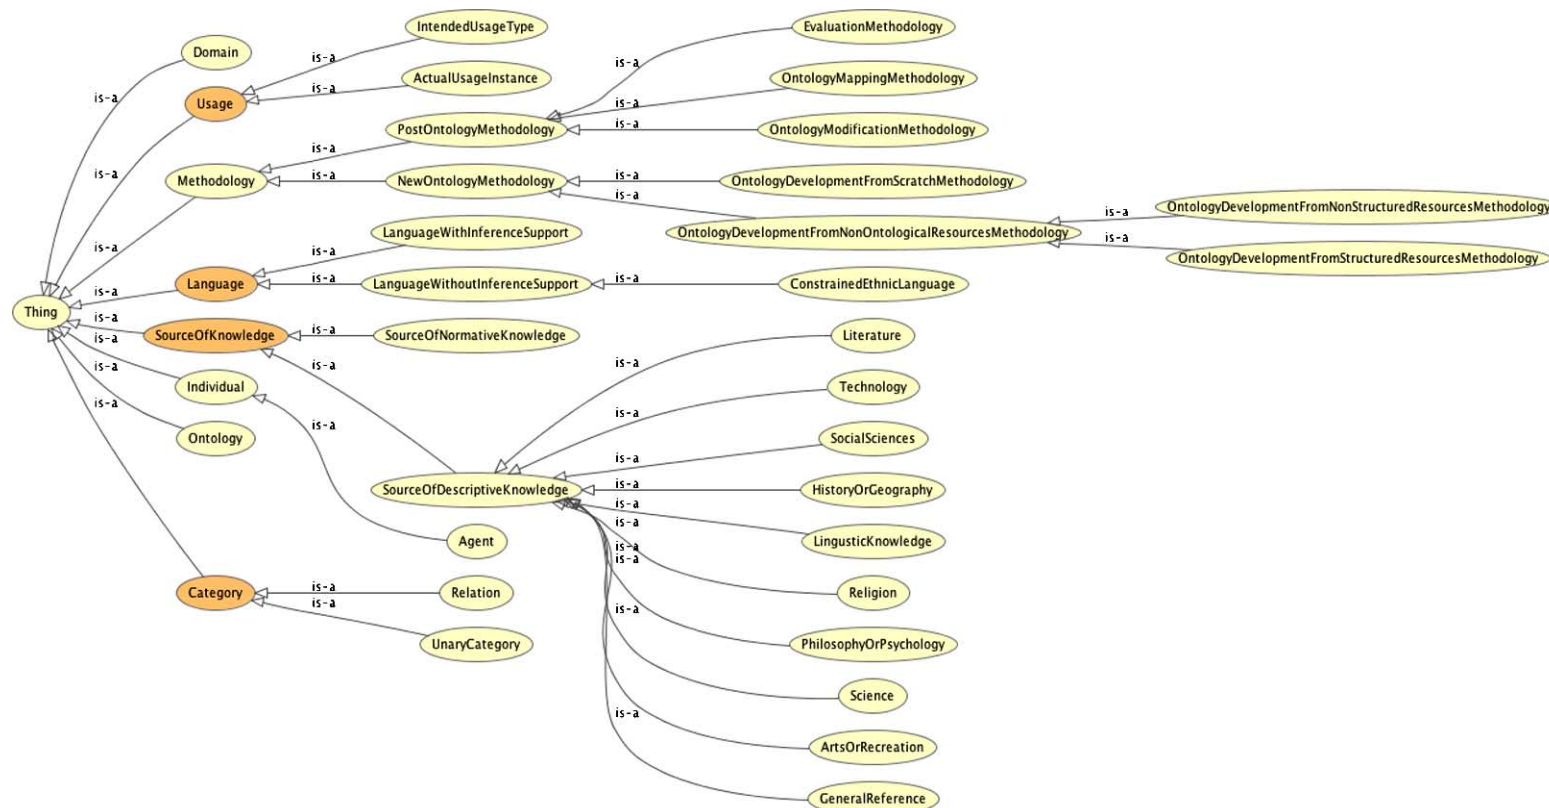 IntendedUsageType
EvaluationMethodology
Domain
is-a
is-a
ActualUsageInstance
OntologyMappingMethodology
is-a
is-a
Usage
is-a
PostOntologyMethodology
is-a
OntologyModificationMethodology
is-a
is-a
Methodology
is-a
NewOntologyMethodology
is-a
OntologyDevelopmentFromScratchMethodology
is-a
OntologyDevelopmentFromNonStructuredResourcesMethodology
is-a
LanguageWithInferenceSupport
OntologyDevelopmentFromNonOntologicalResourcesMethodology
is-a
is-a
is-a
OntologyDevelopmentFromStructuredResourcesMethodology
Language
is-a
LanguageWithoutInferenceSupport
is-a
ConstrainedEthnicLanguage
is-a
Thing
is-a
SourceOfKnowledge
is-a
SourceOfNormativeKnowledge
Literature
is-a
is-a
is-a
is-a
Individual
Technology
is-a
is-a
is-a
Ontology
SocialSciences
is-a
SourceOfDescriptiveKnowledge
is-a
HistoryOrGeography
is-a
is-a
Agent
LingusticKnowledge
is-a
is-a
Category
is-a
Relation
Religion
is-a
is-a
UnaryCategory
PhilosophyOrPsychology
Science
is-a
ArtsOrRecreation
GeneralReference